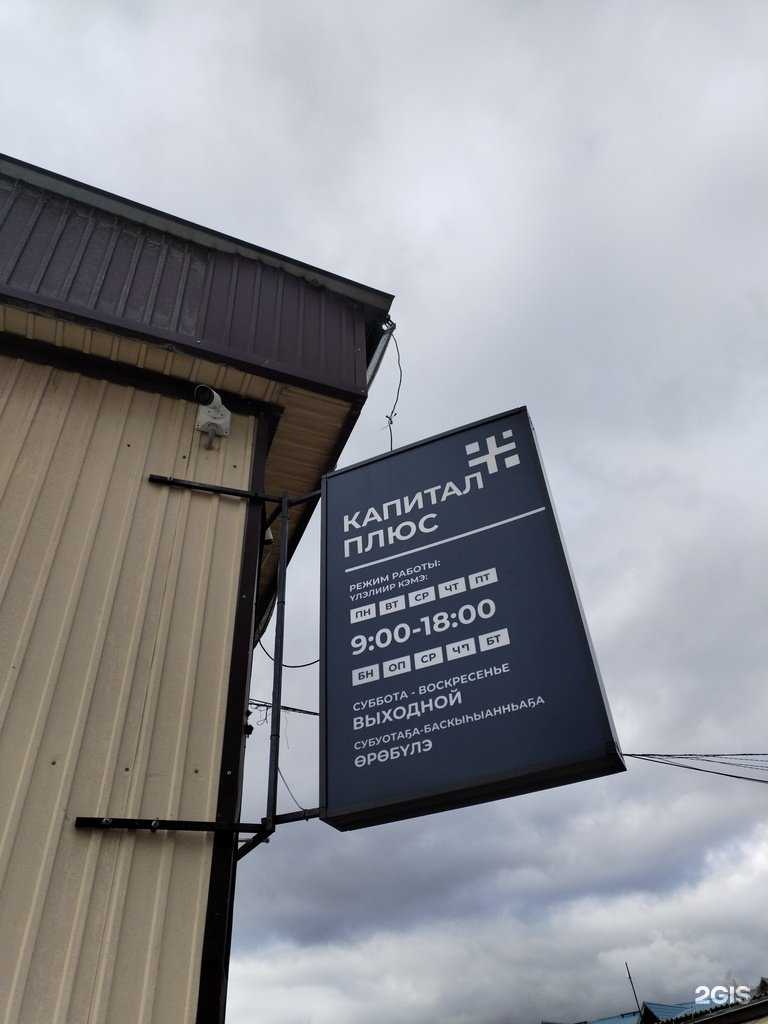 КАПИТАЛ
ПЛЮС
РЕЖИМ РАБОТЫ:
ҮЛЭЛИИР КЭМЭ:
ПН ВТ СР ЧТ ПТ
9:00-18:00
БН ОП СР ЧП БТ
СУББОТА - ВОСКРЕСЕНЬЕ
ВЫХОДНОЙ
СУБУОТАҔА-БАСКЫҺЫАННЬАҔА
ӨРӨБҮЛЭ
2GIS